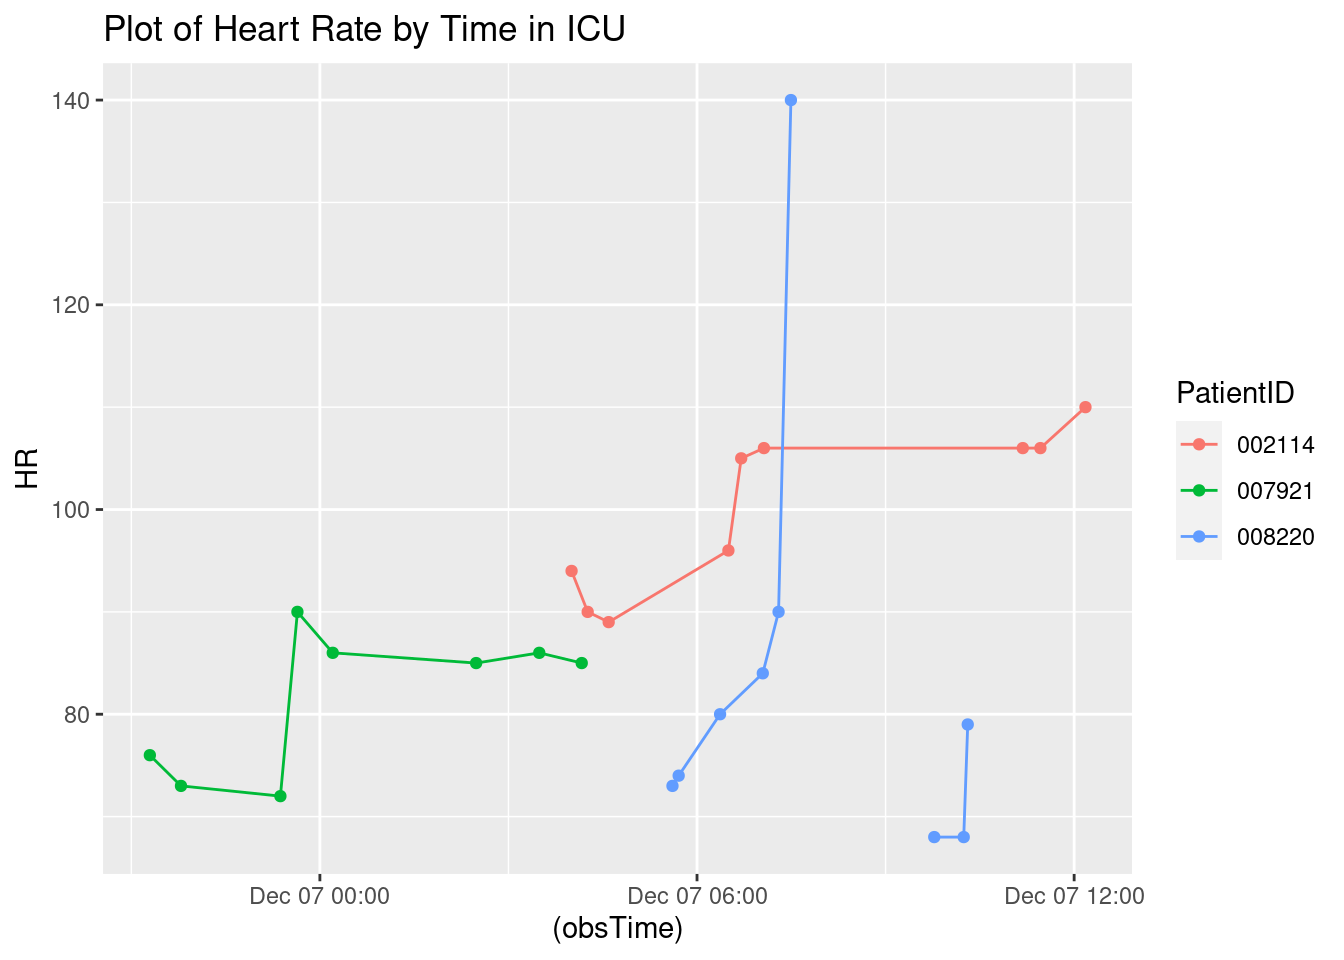 Plot of Heart Rate by Time in ICU
140
120
100
80
HR
Dec 07 00:00
Dec 07 06:00
Dec 07 12:00
(obsTime)
PatientID
002114
007921
008220